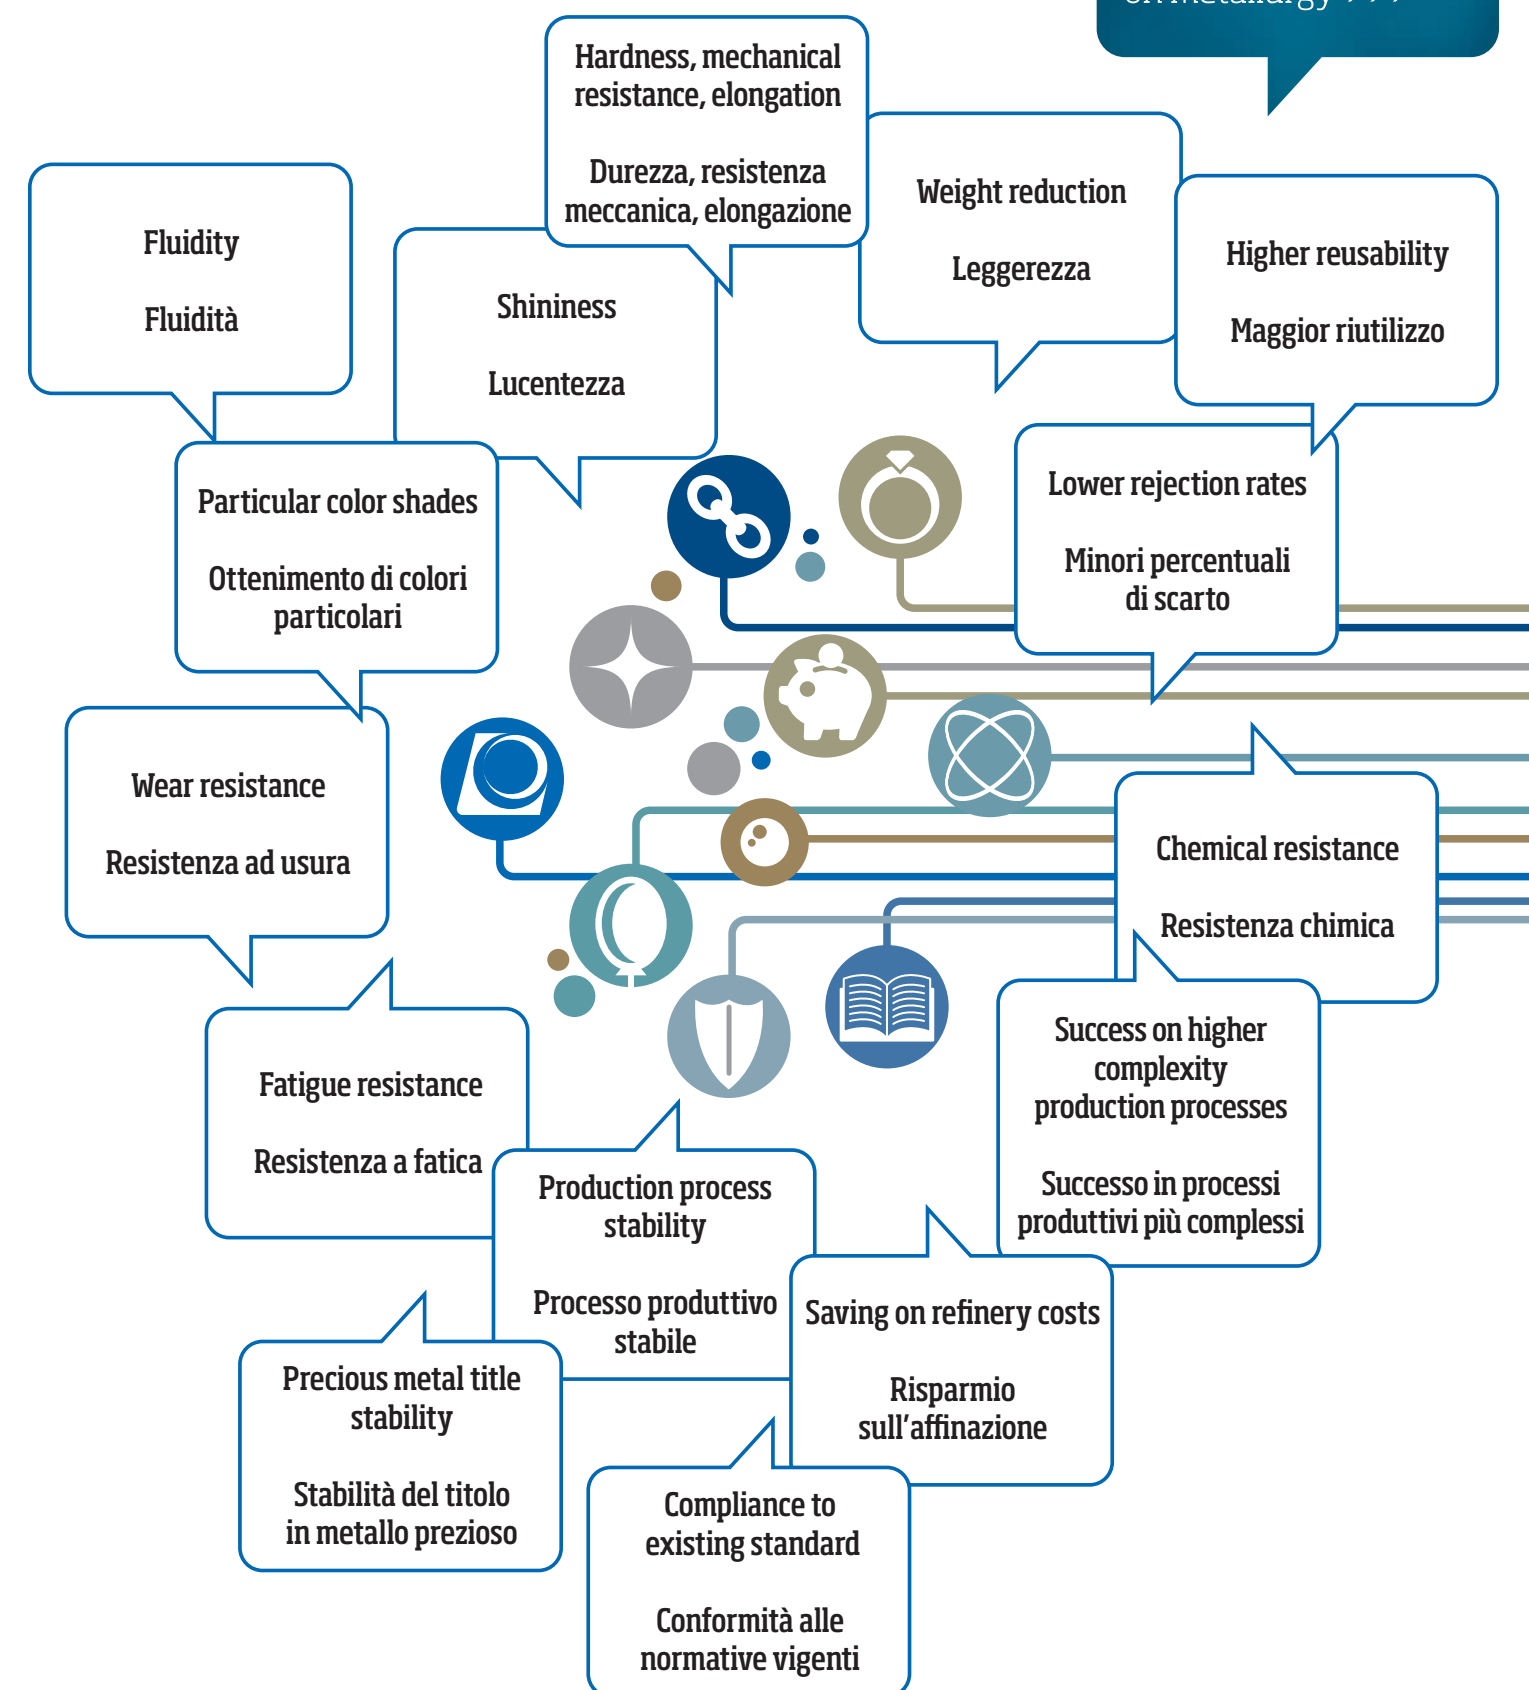 on metallurgy
Hardness, mechanical
resistance, elongation
Durezza, resistenza
meccanica, elongazione
Weight reduction
Leggerezza
Higher reusability
Maggior riutilizzo
Fluidity
Fluidità
Shininess
Lucentezza
Particular color shades
Ottenimento di colori
particolari
Lower rejection rates
Minori percentuali
di scarto
Wear resistance
Resistenza ad usura
Chemical resistance
Resistenza chimica
Fatigue resistance
Resistenza a fatica
Success on higher
complexity
production processes
Successo in processi
produttivi più complessi
Production process
stability
Processo produttivo
stabile
Saving on refinery costs
Risparmio
sull’affinazione
Precious metal title
stability
Stabilità del titolo
in metallo prezioso
Compliance to
existing standard
Conformità alle
normative vigenti